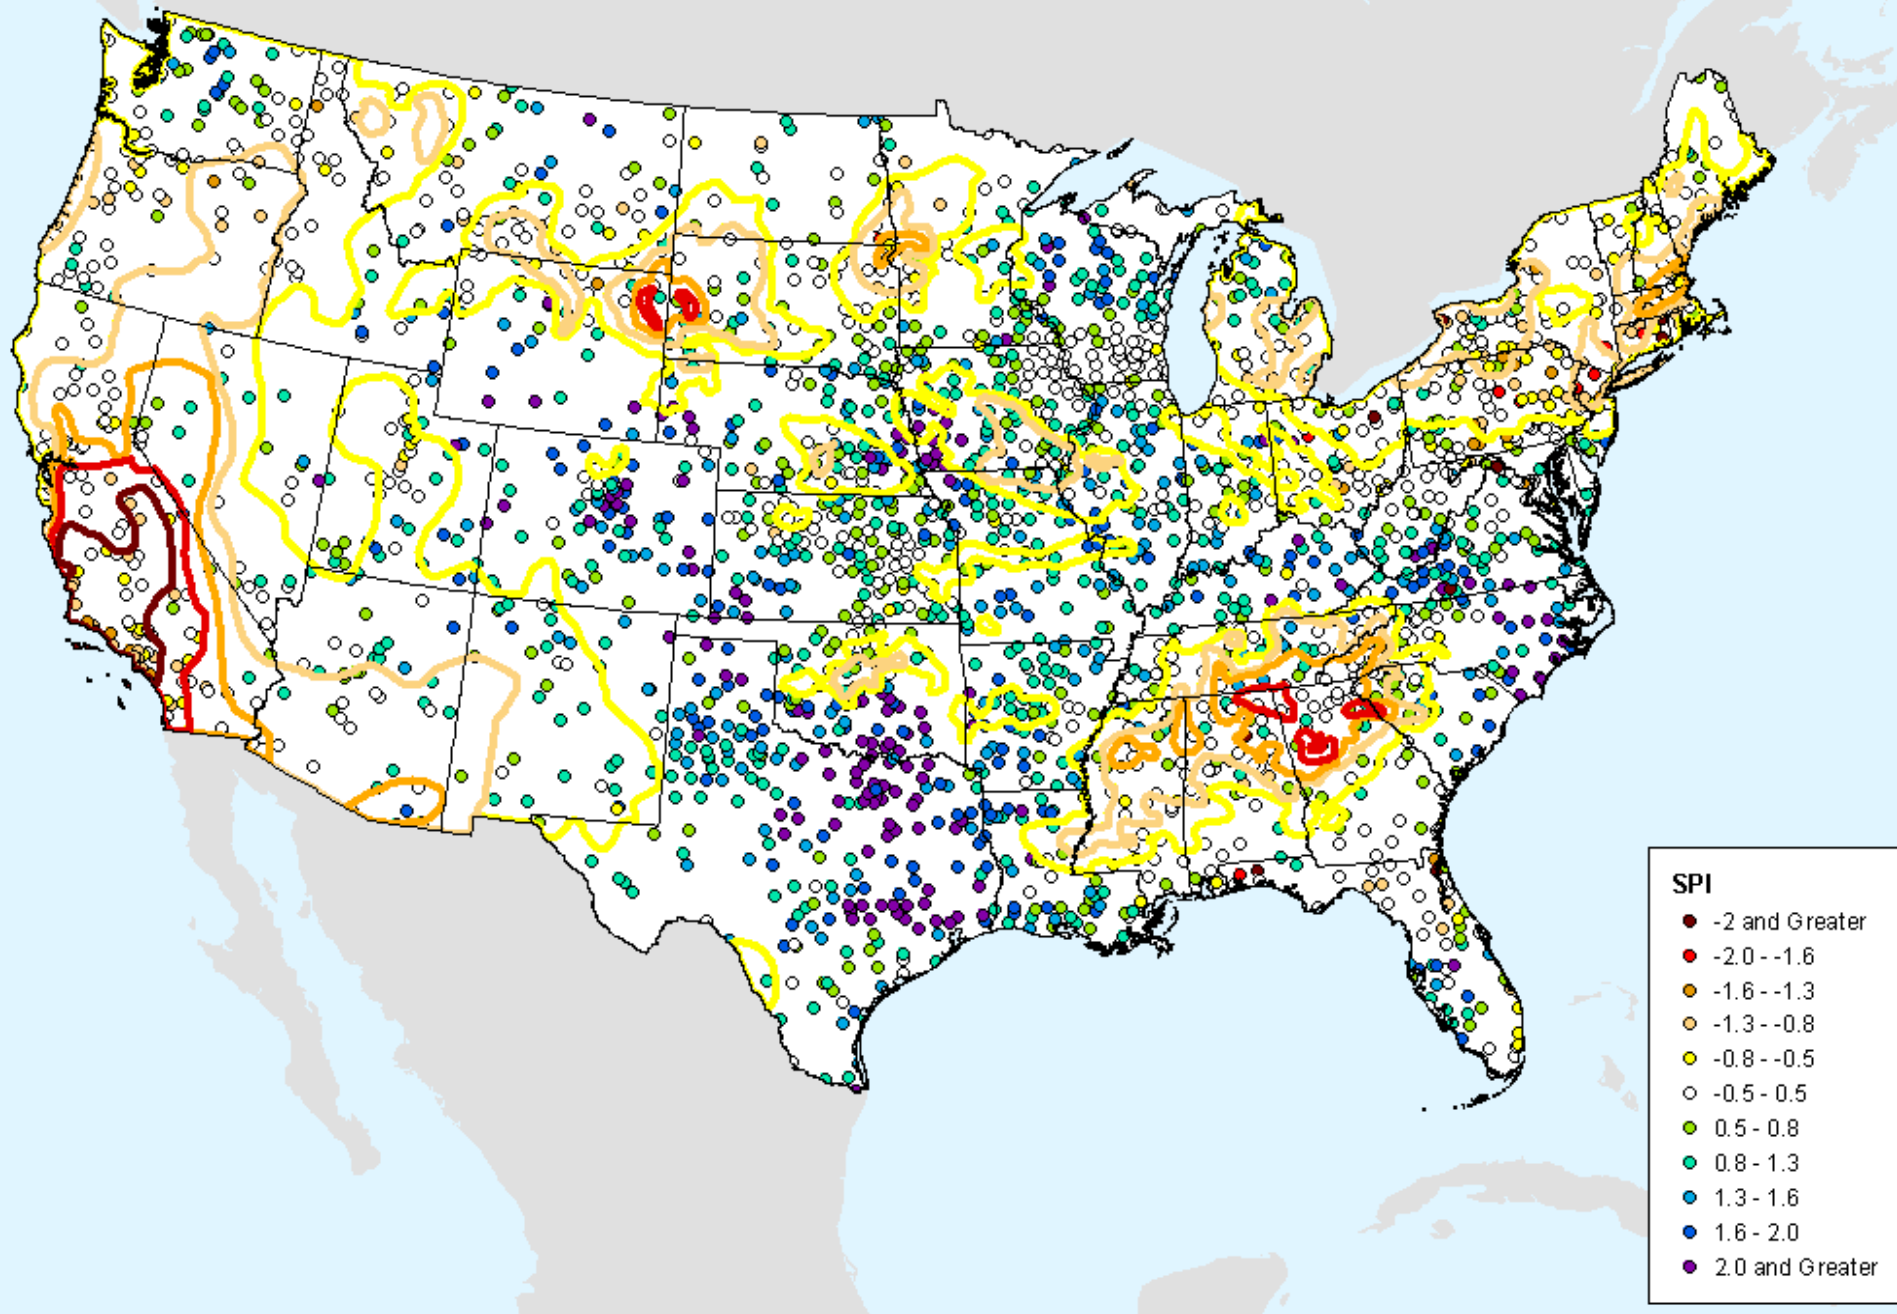 SPI
-2 and Greater
-2.0 - -1.6
-1.6 - -1.3
-1.3 - -0.8
-0.8 - -0.5
-0.5 - 0.5
0.5 - 0.8
0.8 - 1.3
1.3 - 1.6
1.6 - 2.0
2.0 and Greater